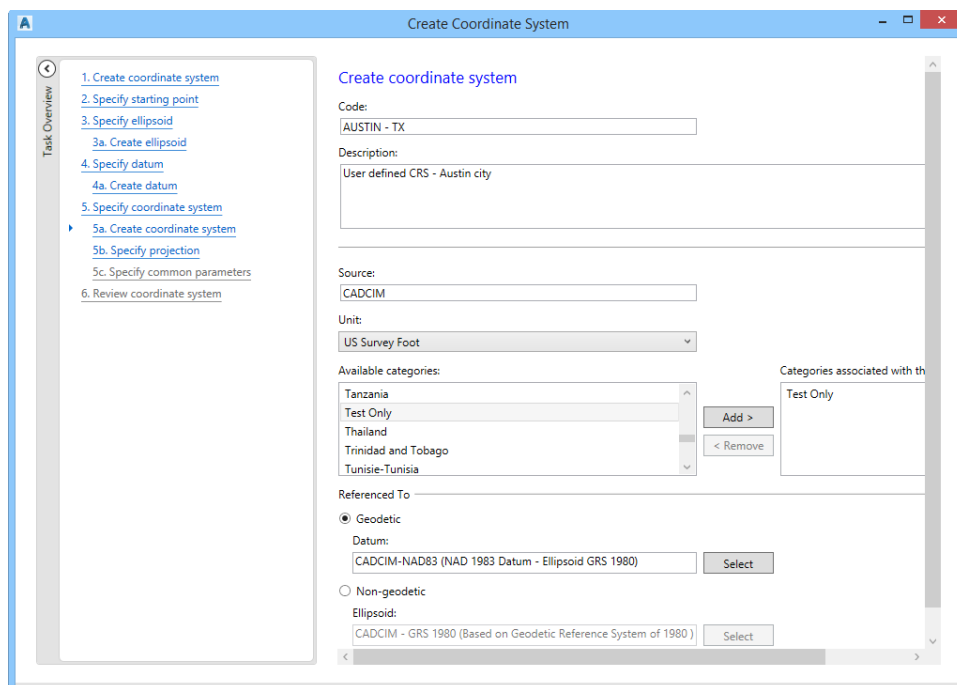 Create Coordinate System
Task Overview
1. Create coordinate system
2. Specify starting point
3. Specify ellipsoid
3a. Create ellipsoid
4. Specify datum
4a. Create datum
5. Specify coordinate system
5a. Create coordinate system
5b. Specify projection
5c. Specify common parameters
6. Review coordinate system
Create coordinate system
Code:
AUSTIN - TX
Description:
User defined CRS - Austin city
Source:
CADCIM
Unit:
US Survey Foot
Available categories:
Tanzania
Test Only
Thailand
Trinidad and Tobago
Tunisie-Tunisia
Add >
< Remove
Categories associated with th
Test Only
Referenced To
Geodetic
Datum:
CADCIM-NAD83 (NAD 1983 Datum - Ellipsoid GRS 1980)
Select
Non-geodetic
Ellipsoid:
CADCIM - GRS 1980 (Based on Geodetic Reference System of 1980 )
Select